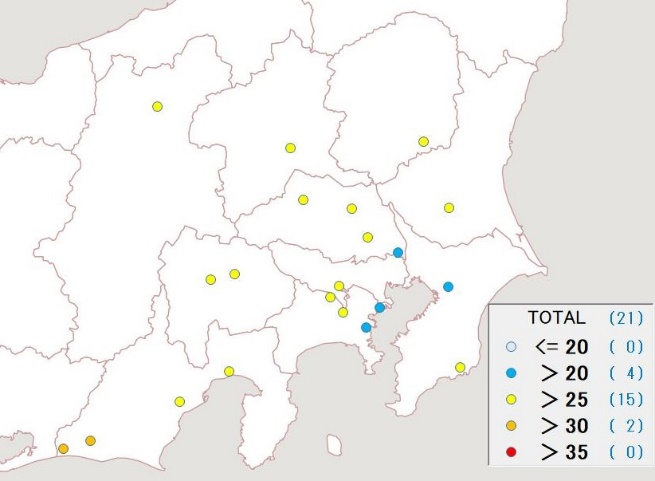 TOTAL (21)
<= 20 ( 0)
> 20 ( 4)
> 25 (15)
> 30 ( 2)
> 35 ( 0)